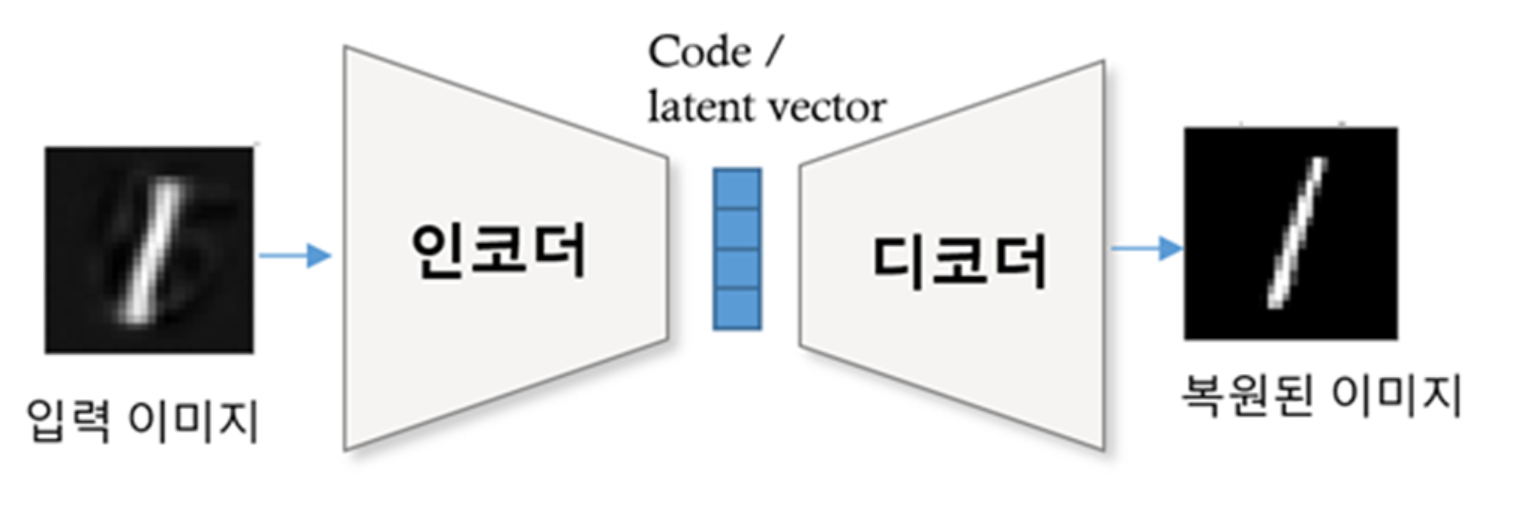 Code /
latent vector
인코더
디코더
입력 이미지
복원된 이미지